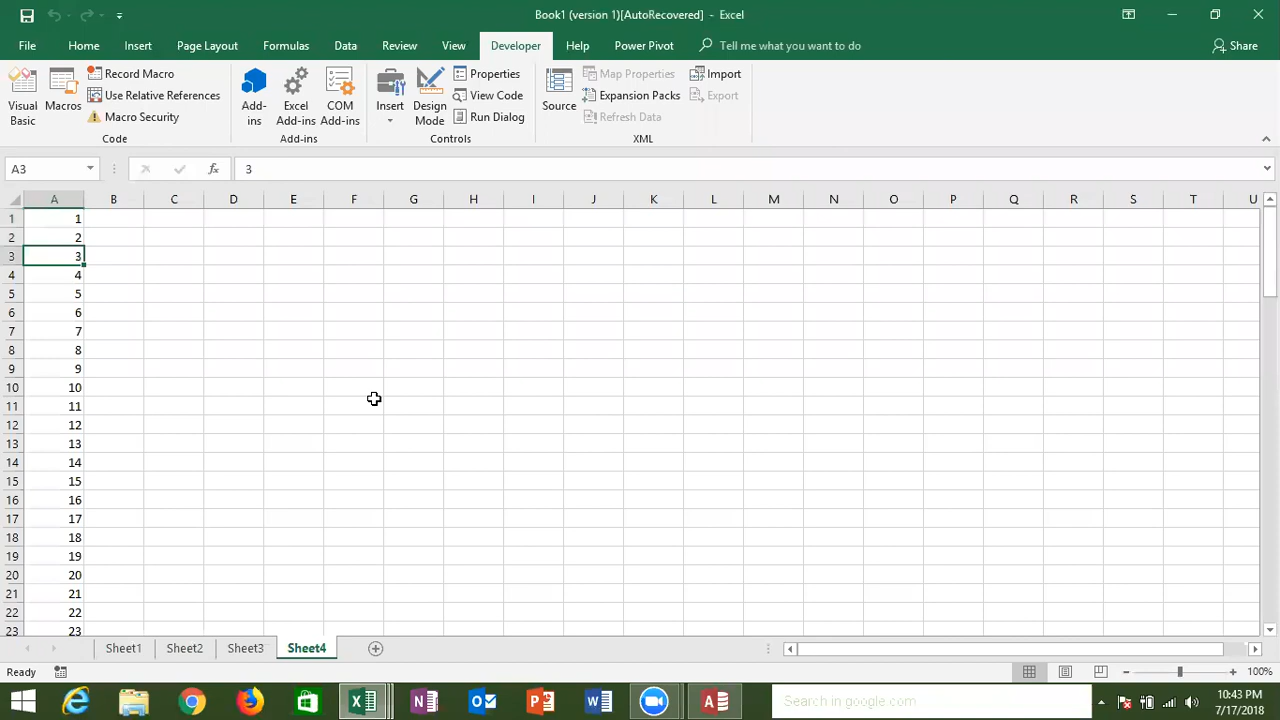 Book1 (version 1)[AutoRecovered] - Excel
File Home Insert Page Layout Formulas Data Review View Developer Help Power Pivot Tell me what you want to do Share
Visual Basic
Macros
Record Macro
Use Relative References
Macro Security
Code
Add-ins
Excel Add-ins
COM Add-ins
Add-ins
Insert
Design Mode
Properties
View Code
Run Dialog
Controls
Source
Map Properties
Expansion Packs
Refresh Data
Import
Export
XML
A3 fx 3
A B C D E F G H I J K L M N O P Q R S T U
1 1
2 2
3 3
4 4
5 5
6 6
7 7
8 8
9 9
10 10
11 11
12 12
13 13
14 14
15 15
16 16
17 17
18 18
19 19
20 20
21 21
22 22
23 23
Sheet1 Sheet2 Sheet3 Sheet4
Ready 100%
Search in google.com
10:43 PM
7/17/2018